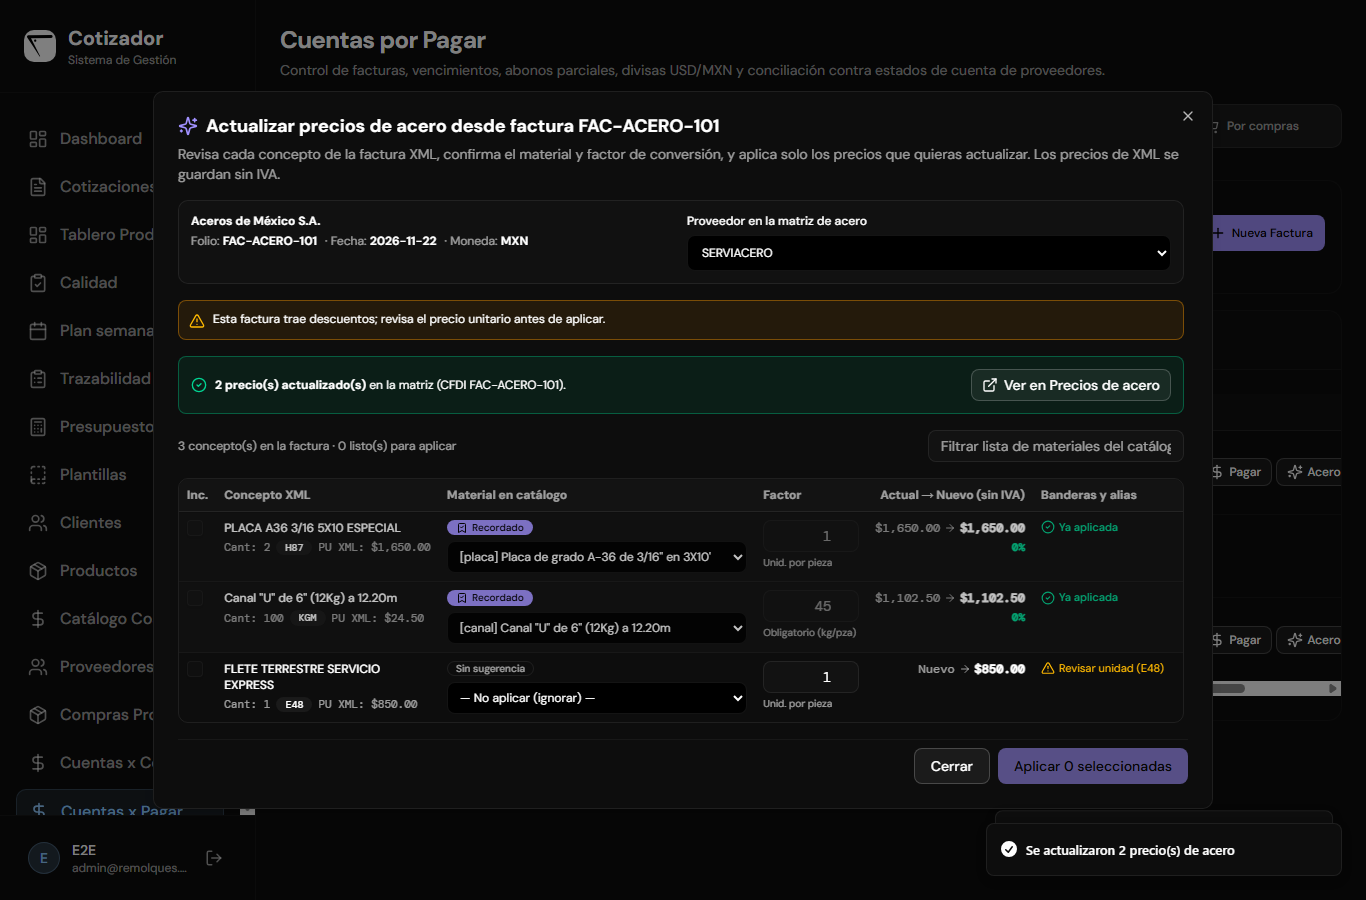 Cotizador
Sistema de Gestión
Cuentas por Pagar
Control de facturas, vencimientos, abonos parciales, divisas USD/MXN y conciliación contra estados de cuenta de proveedores.
Dashboard
Cotizaciones
Tablero Prod
Calidad
Plan semana
Trazabilidad
Presupuesto
Plantillas
Clientes
Productos
Catálogo Co
Proveedores
Compras Pro
Cuentas x Co
Cuentas x Pagar
E
E2E
admin@remolques....
Por compras
Nueva Factura
Pagar
Acero
Pagar
Acero
Actualizar precios de acero desde factura FAC-ACERO-101
Revisa cada concepto de la factura XML, confirma el material y factor de conversión, y aplica solo los precios que quieras actualizar. Los precios de XML se
guardan sin IVA.
Aceros de México S.A.
Folio: FAC-ACERO-101 · Fecha: 2026-11-22 · Moneda: MXN
Proveedor en la matriz de acero
SERVIACERO
Esta factura trae descuentos; revisa el precio unitario antes de aplicar.
2 precio(s) actualizado(s) en la matriz (CFDI FAC-ACERO-101).
Ver en Precios de acero
3 concepto(s) en la factura · 0 listo(s) para aplicar
Filtrar lista de materiales del catálog
Inc. Concepto XML Material en catálogo Factor Actual → Nuevo (sin IVA) Banderas y alias
PLACA A36 3/16 5X10 ESPECIAL
Cant: 2 H87 PU XML: $1,650.00
Recordado
[placa] Placa de grado A-36 de 3/16" en 3X10'
1
Unid. por pieza
$1,650.00 → $1,650.00
0%
Ya aplicada
Canal "U" de 6" (12Kg) a 12.20m
Cant: 100 KGM PU XML: $24.50
Recordado
[canal] Canal "U" de 6" (12Kg) a 12.20m
45
Obligatorio (kg/pza)
$1,102.50 → $1,102.50
0%
Ya aplicada
FLETE TERRESTRE SERVICIO
EXPRESS
Cant: 1 E48 PU XML: $850.00
Sin sugerencia
— No aplicar (ignorar) —
1
Unid. por pieza
Nuevo → $850.00
Revisar unidad (E48)
Cerrar
Aplicar 0 seleccionadas
Se actualizaron 2 precio(s) de acero